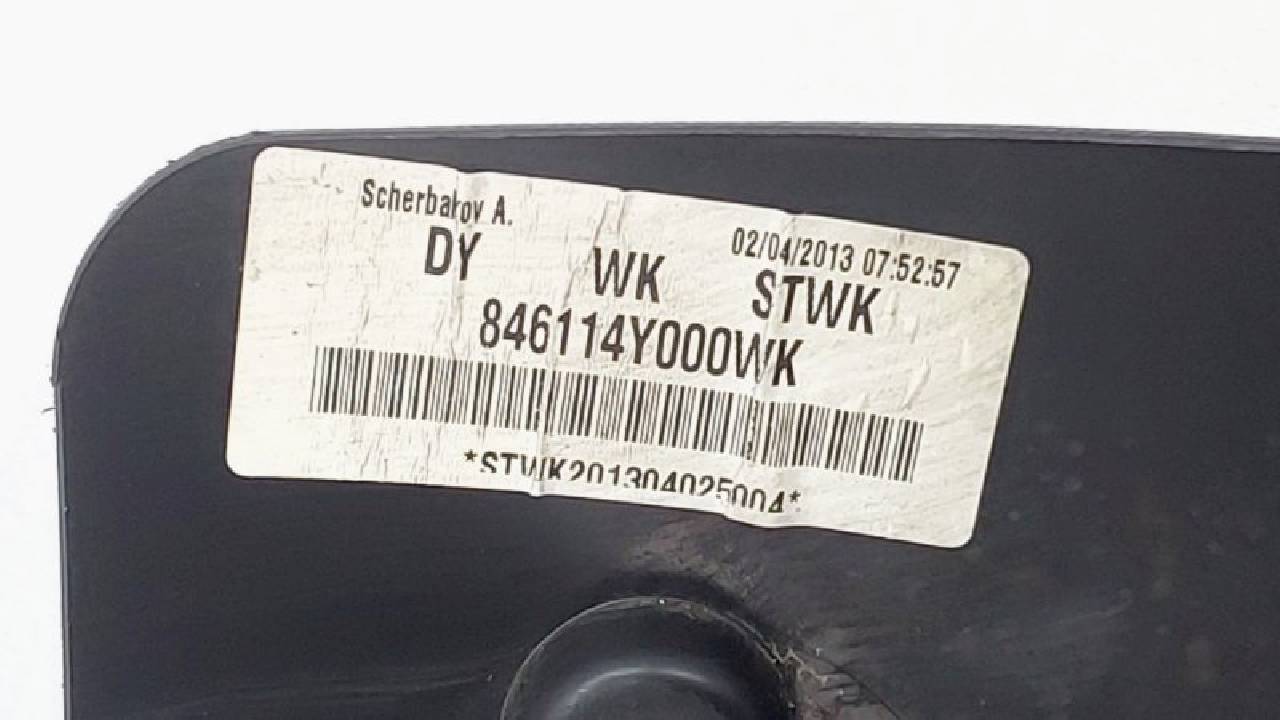 Scherbakov A.
02/04/2013 07:52:57
DY WK STWK
846114Y000WK
*STWK201304025004*